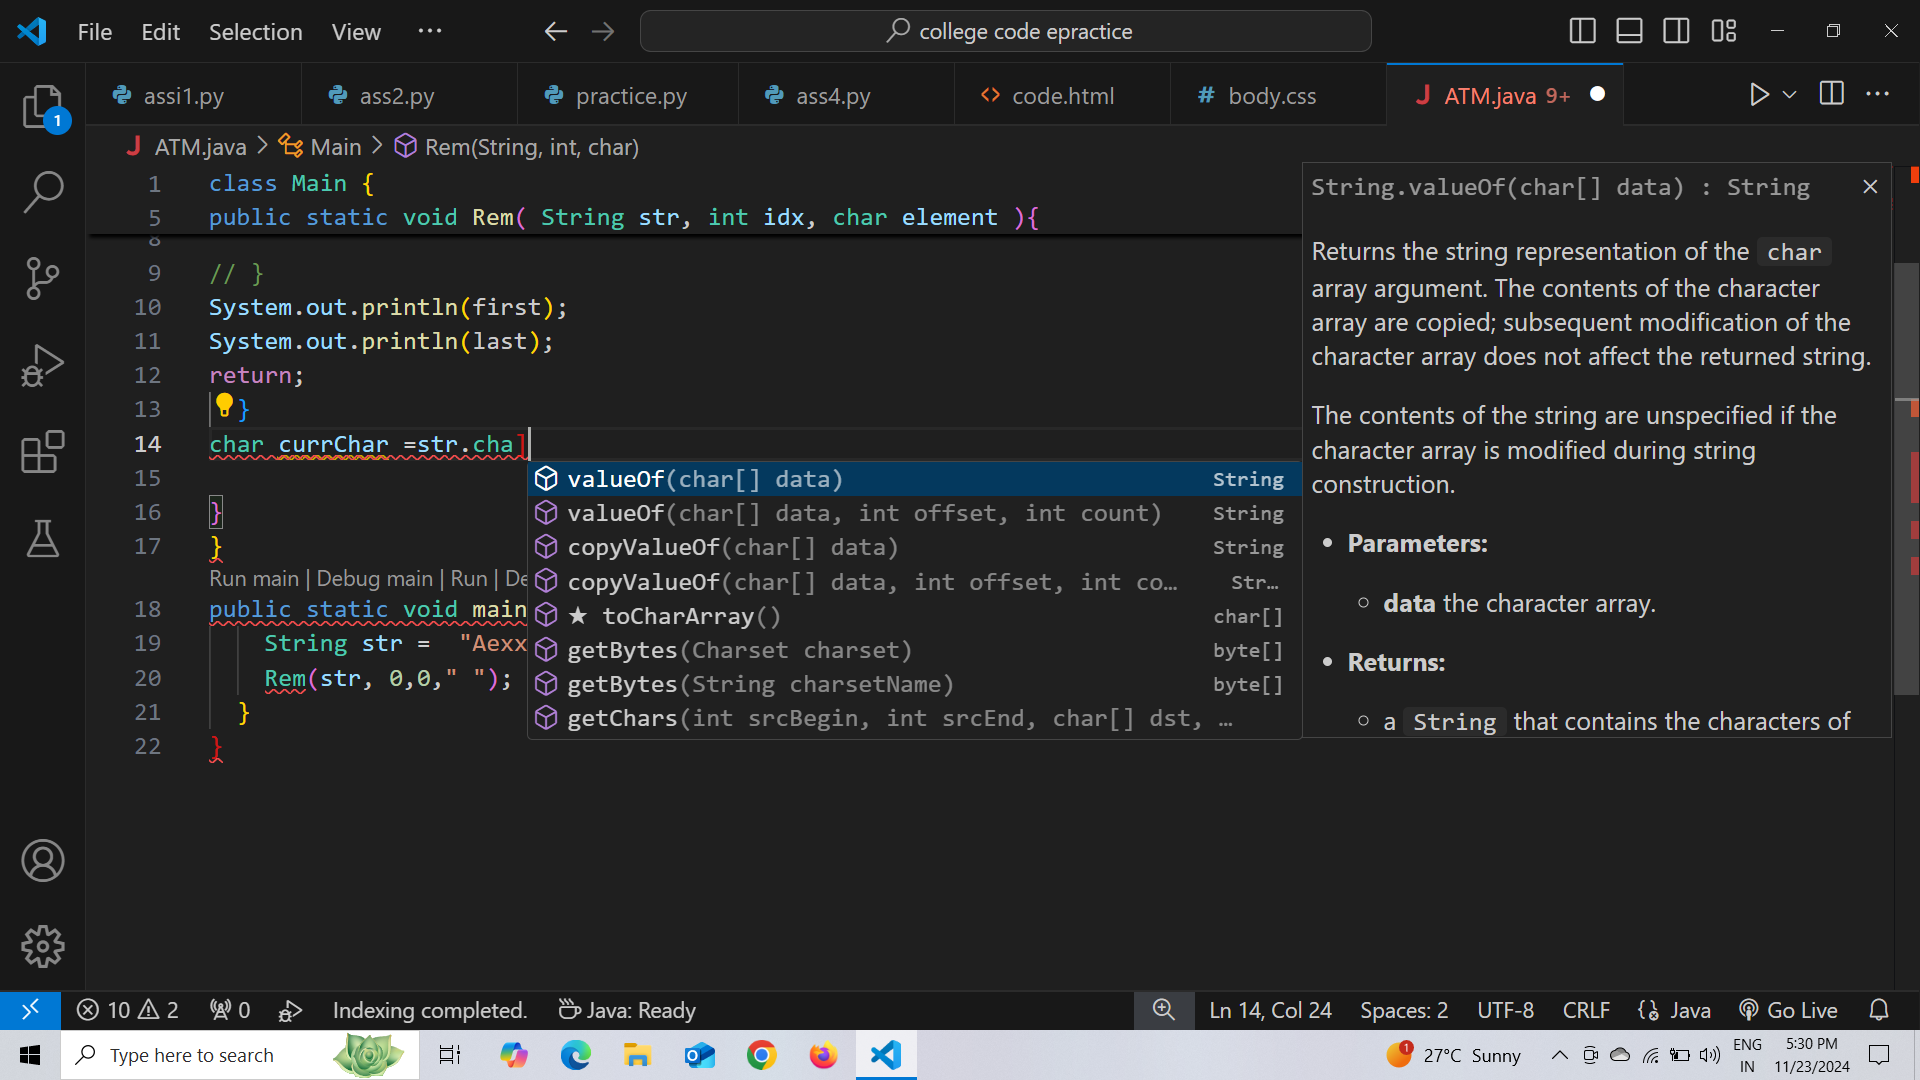 File Edit Selection View ··· college code epractice
1
assi1.py ass2.py practice.py ass4.py code.html body.css ATM.java 9+
ATM.java > Main > Rem(String, int, char)
1 class Main {
5 public static void Rem( String str, int idx, char element ){
8
9 // }
10 System.out.println(first);
11 System.out.println(last);
12 return;
13 }
14 char currChar =str.cha]
15
16 }
17 }
Run main | Debug main | Run | De
18 public static void main
19 String str = "Aexx
20 Rem(str, 0,0," ");
21 }
22 }
valueOf(char[] data) String
valueOf(char[] data, int offset, int count) String
copyValueOf(char[] data) String
copyValueOf(char[] data, int offset, int co… Str…
★ toCharArray() char[]
getBytes(Charset charset) byte[]
getBytes(String charsetName) byte[]
getChars(int srcBegin, int srcEnd, char[] dst, …
String.valueOf(char[] data) : String
Returns the string representation of the char
array argument. The contents of the character
array are copied; subsequent modification of the
character array does not affect the returned string.
The contents of the string are unspecified if the
character array is modified during string
construction.
• Parameters:
○ data the character array.
• Returns:
○ a String that contains the characters of
10 2 0 Indexing completed. Java: Ready Ln 14, Col 24 Spaces: 2 UTF-8 CRLF Java Go Live
Type here to search 1 27°C Sunny ENG 5:30 PM
IN 11/23/2024